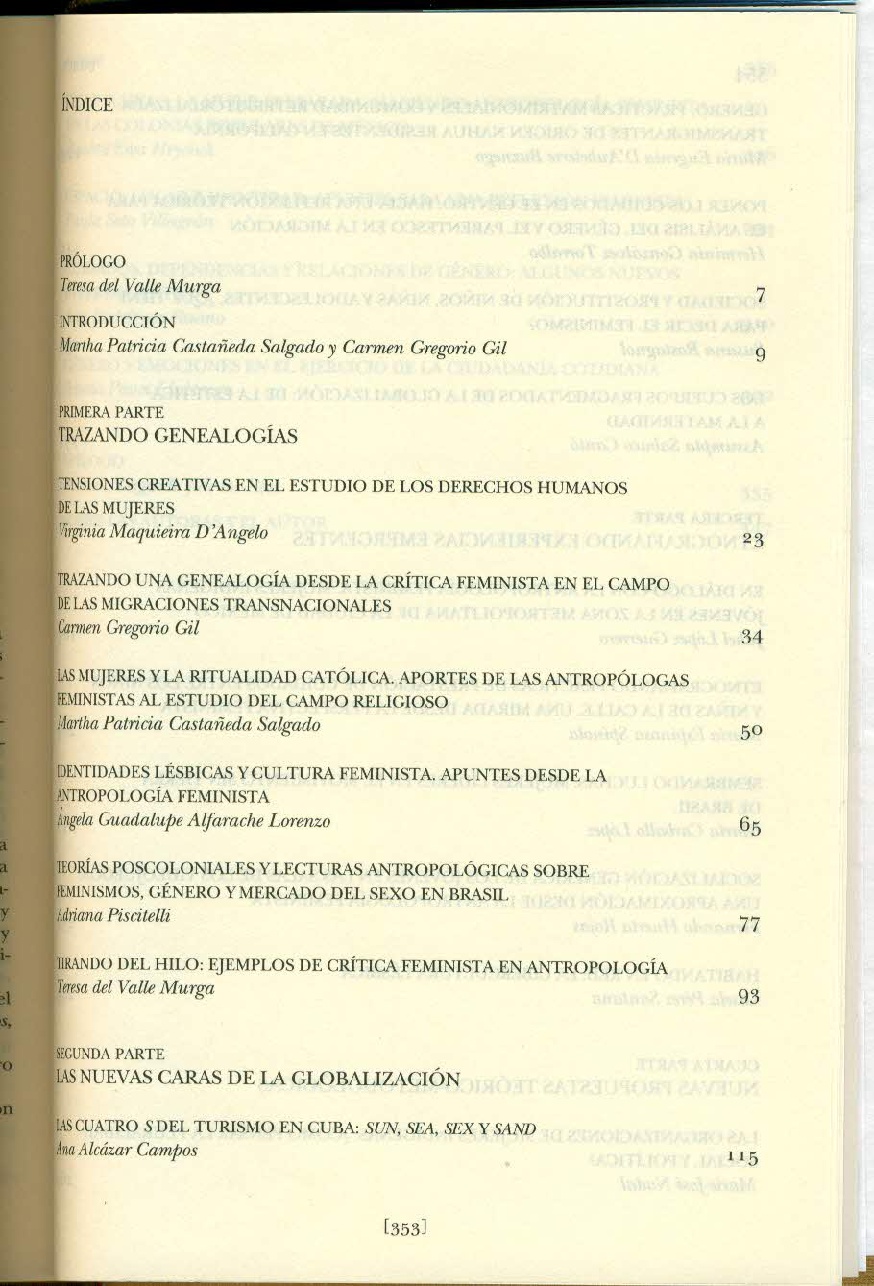 ÍNDICE
PRÓLOGO
Teresa del Valle Murga 7
INTRODUCCIÓN
Martha Patricia Castañeda Salgado y Carmen Gregorio Gil 9
PRIMERA PARTE
TRAZANDO GENEALOGÍAS
TENSIONES CREATIVAS EN EL ESTUDIO DE LOS DERECHOS HUMANOS
DE LAS MUJERES
Virginia Maquieira D'Angelo 23
TRAZANDO UNA GENEALOGÍA DESDE LA CRÍTICA FEMINISTA EN EL CAMPO
DE LAS MIGRACIONES TRANSNACIONALES
Carmen Gregorio Gil 34
LAS MUJERES Y LA RITUALIDAD CATÓLICA. APORTES DE LAS ANTROPÓLOGAS
FEMINISTAS AL ESTUDIO DEL CAMPO RELIGIOSO
Martha Patricia Castañeda Salgado 50
IDENTIDADES LÉSBICAS Y CULTURA FEMINISTA. APUNTES DESDE LA
ANTROPOLOGÍA FEMINISTA
Ángela Guadalupe Alfarache Lorenzo 65
TEORÍAS POSCOLONIALES Y LECTURAS ANTROPOLÓGICAS SOBRE
FEMINISMOS, GÉNERO Y MERCADO DEL SEXO EN BRASIL
Adriana Piscitelli 77
TIRANDO DEL HILO: EJEMPLOS DE CRÍTICA FEMINISTA EN ANTROPOLOGÍA
Teresa del Valle Murga 93
SEGUNDA PARTE
LAS NUEVAS CARAS DE LA GLOBALIZACIÓN
LAS CUATRO S DEL TURISMO EN CUBA: SUN, SEA, SEX Y SAND
Ana Alcázar Campos 115
[353]